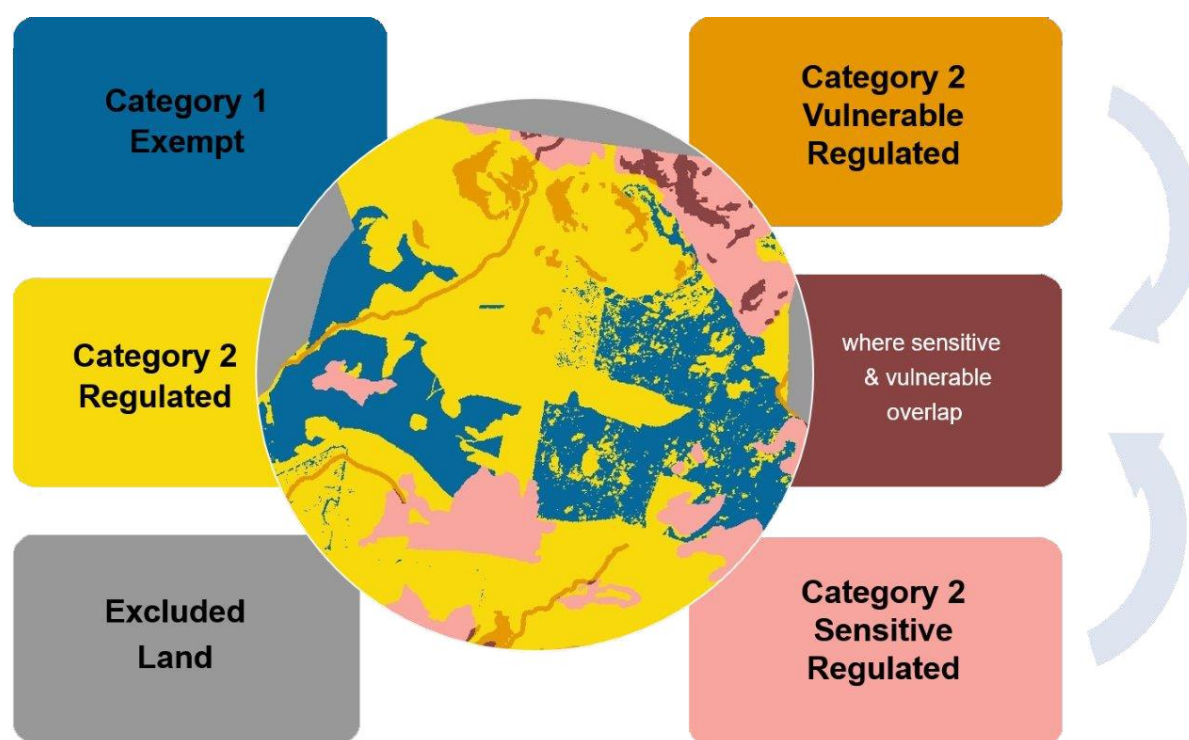 Category 1
Exempt
Category 2
Regulated
Excluded
Land
Category 2
Vulnerable
Regulated
where sensitive
& vulnerable
overlap
Category 2
Sensitive
Regulated